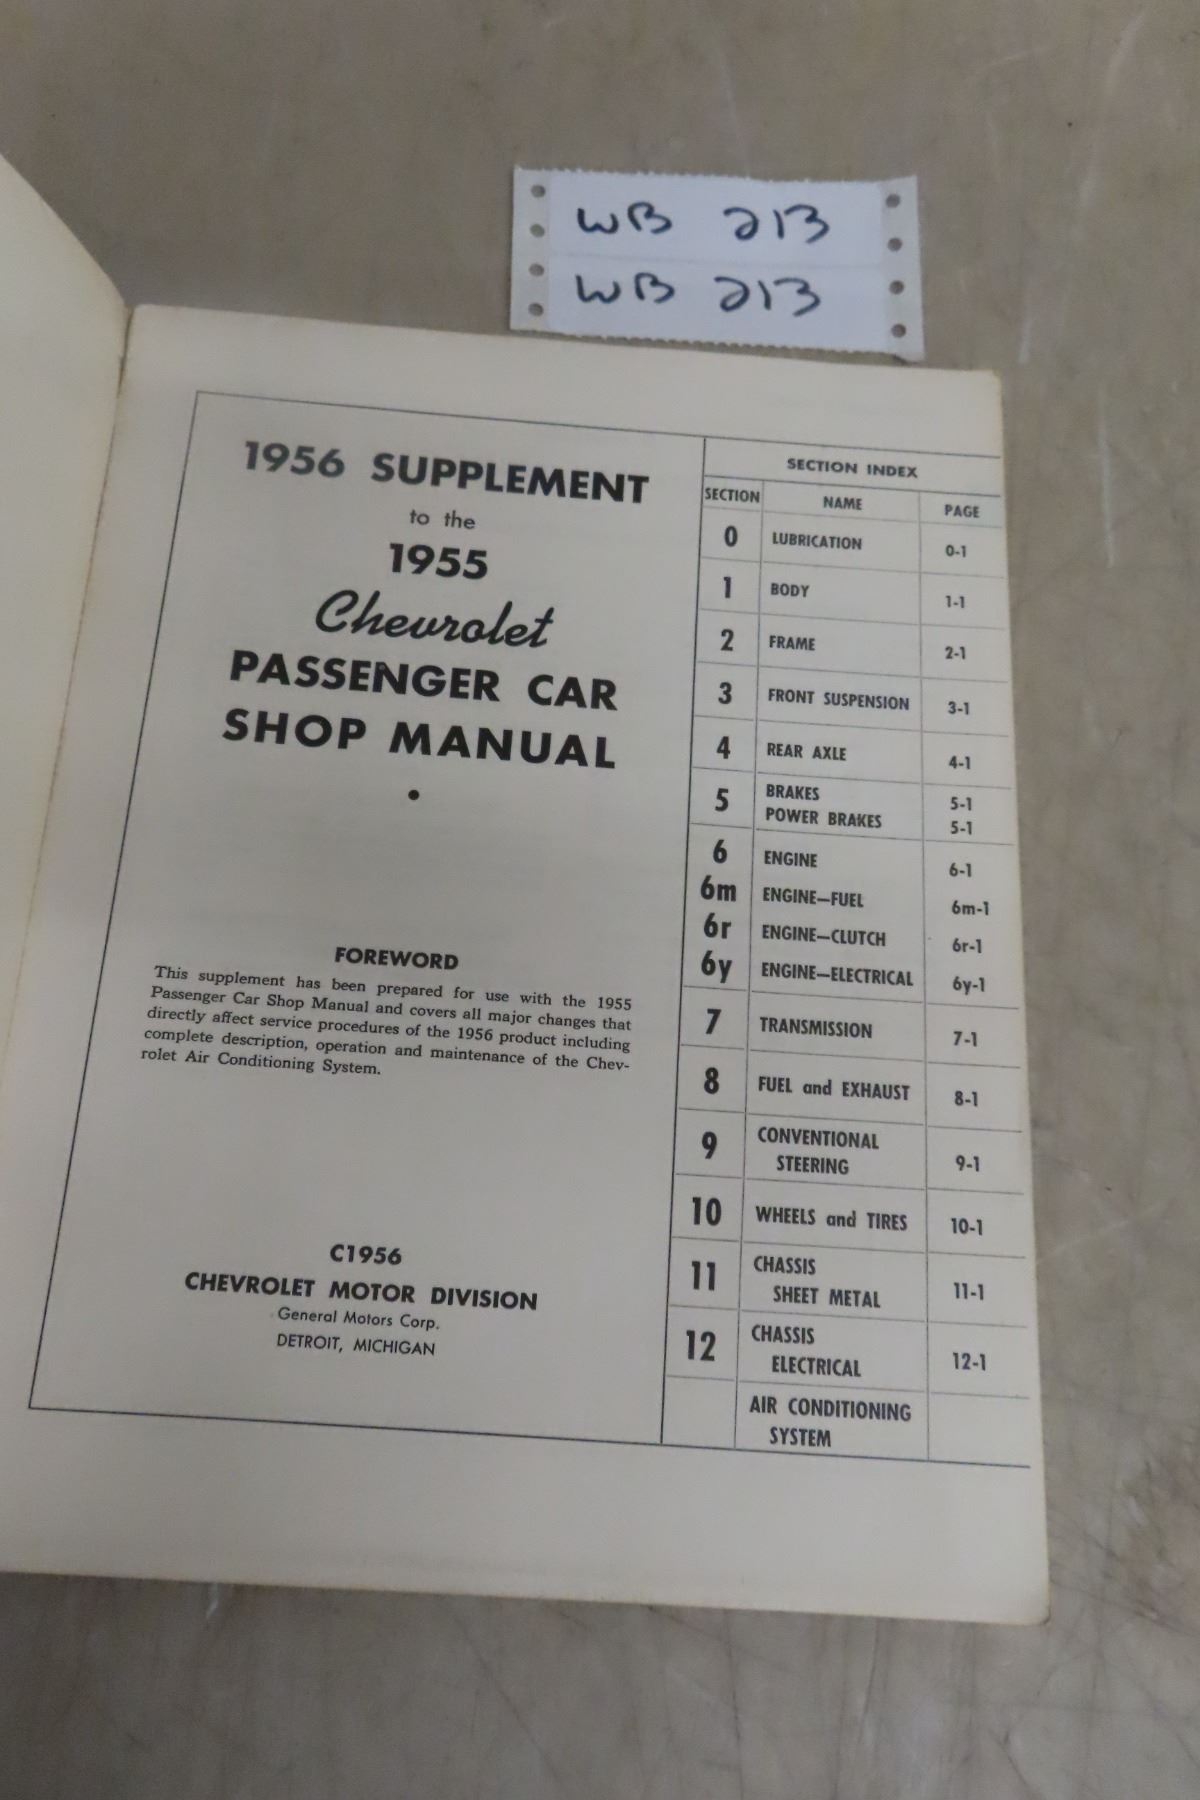 WB 213
WB 213
1956 SUPPLEMENT
to the
1955
Chevrolet
PASSENGER CAR
SHOP MANUAL
•
FOREWORD
This supplement has been prepared for use with the 1955
Passenger Car Shop Manual and covers all major changes that
directly affect service procedures of the 1956 product including
complete description, operation and maintenance of the Chev-
rolet Air Conditioning System.
C1956
CHEVROLET MOTOR DIVISION
General Motors Corp.
DETROIT, MICHIGAN
SECTION INDEX
SECTION NAME PAGE
0 LUBRICATION 0-1
1 BODY 1-1
2 FRAME 2-1
3 FRONT SUSPENSION 3-1
4 REAR AXLE 4-1
5 BRAKES 5-1
POWER BRAKES 5-1
6 ENGINE 6-1
6m ENGINE—FUEL 6m-1
6r ENGINE—CLUTCH 6r-1
6y ENGINE—ELECTRICAL 6y-1
7 TRANSMISSION 7-1
8 FUEL and EXHAUST 8-1
9 CONVENTIONAL
STEERING 9-1
10 WHEELS and TIRES 10-1
11 CHASSIS
SHEET METAL 11-1
12 CHASSIS
ELECTRICAL 12-1
AIR CONDITIONING
SYSTEM